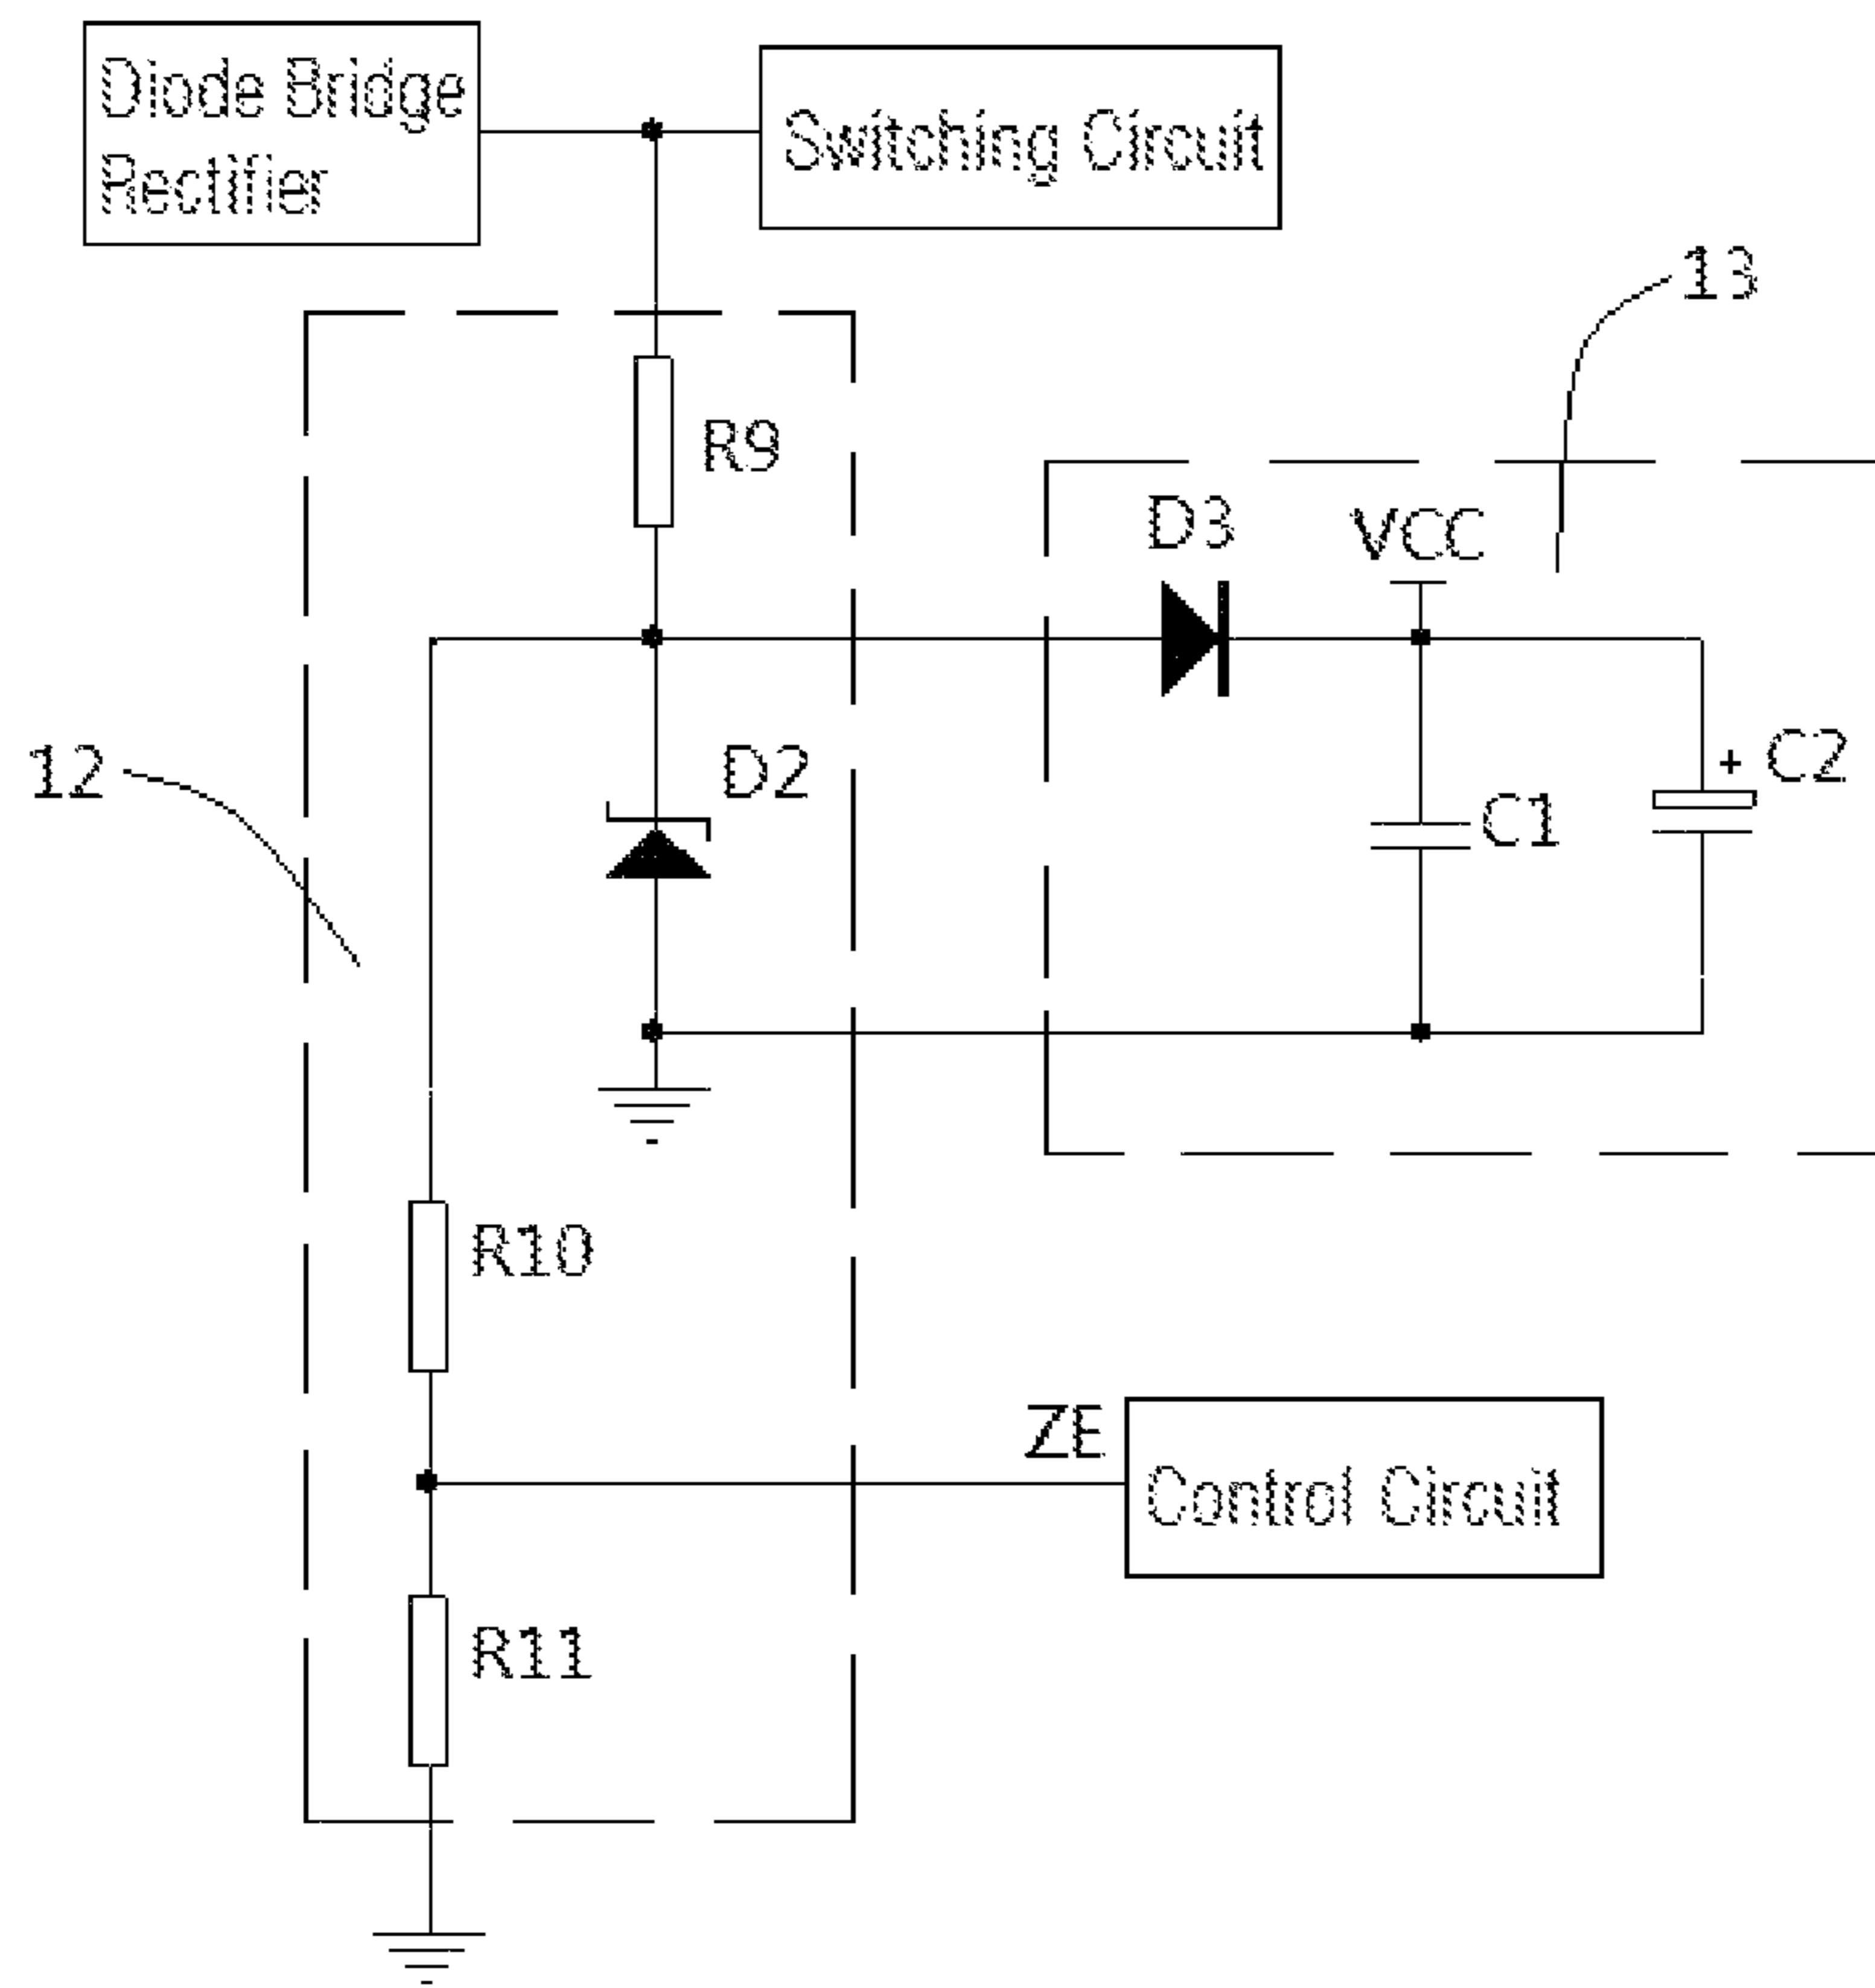 Diode Bridge
Rectifier
Switching Circuit
13
R9
D3
VCC
12
D2
+ C2
C1
R10
ZE
Control Circuit
R11